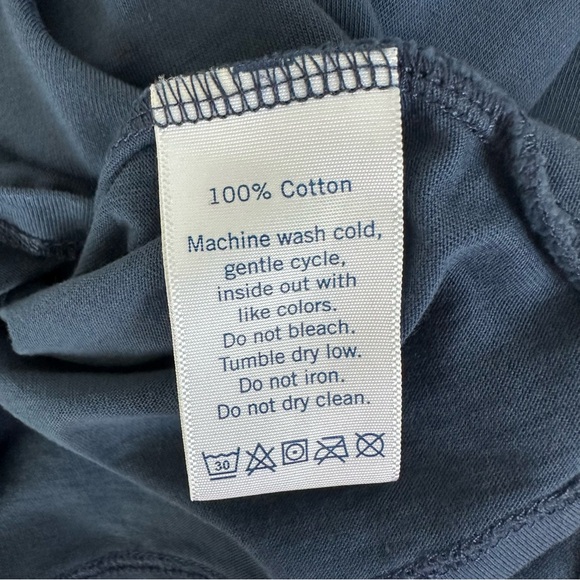 100% Cotton
Machine wash cold,
gentle cycle,
inside out with
like colors.
Do not bleach.
Tumble dry low.
Do not iron.
Do not dry clean.
30